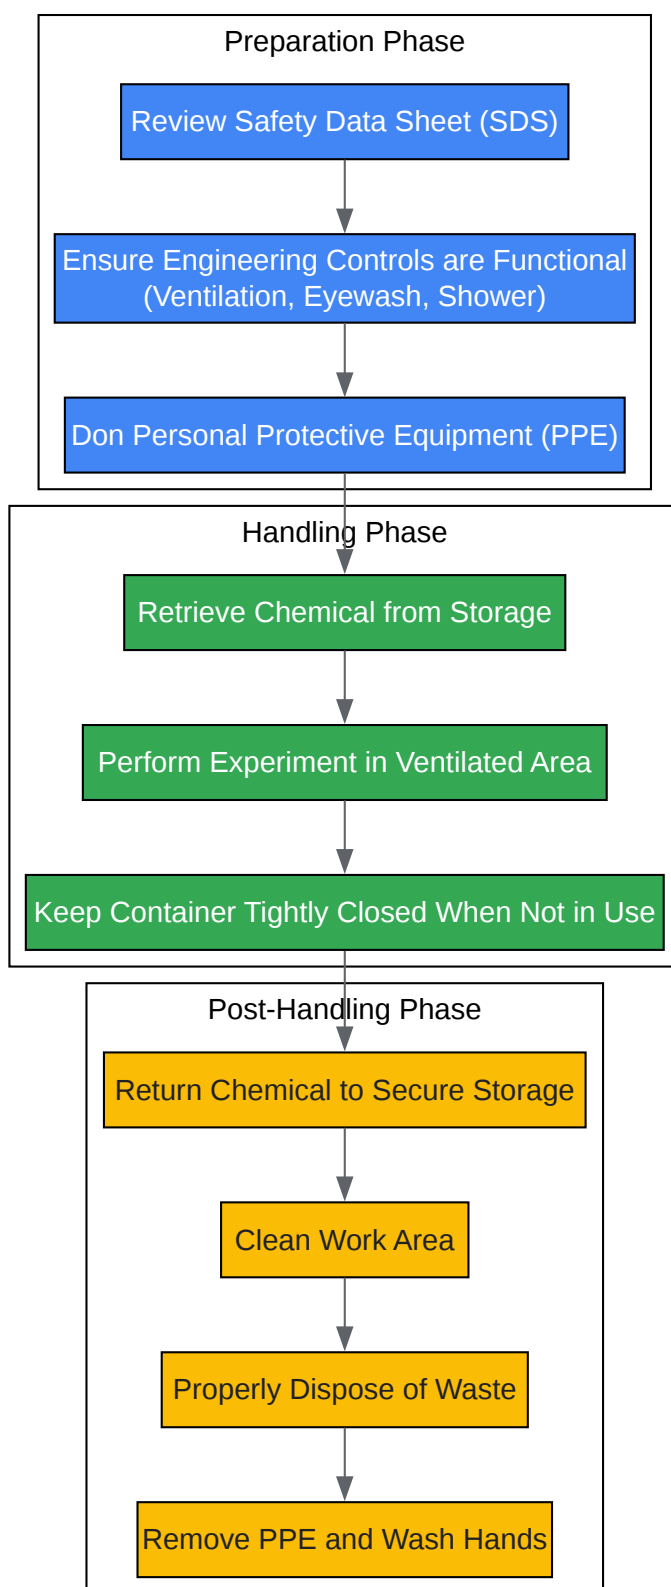 Preparation Phase
Review Safety Data Sheet (SDS)
Ensure Engineering Controls are Functional
(Ventilation, Eyewash, Shower)
Don Personal Protective Equipment (PPE)
Handling Phase
Retrieve Chemical from Storage
Perform Experiment in Ventilated Area
Keep Container Tightly Closed When Not in Use
Post-Handling Phase
Return Chemical to Secure Storage
Clean Work Area
Properly Dispose of Waste
Remove PPE and Wash Hands